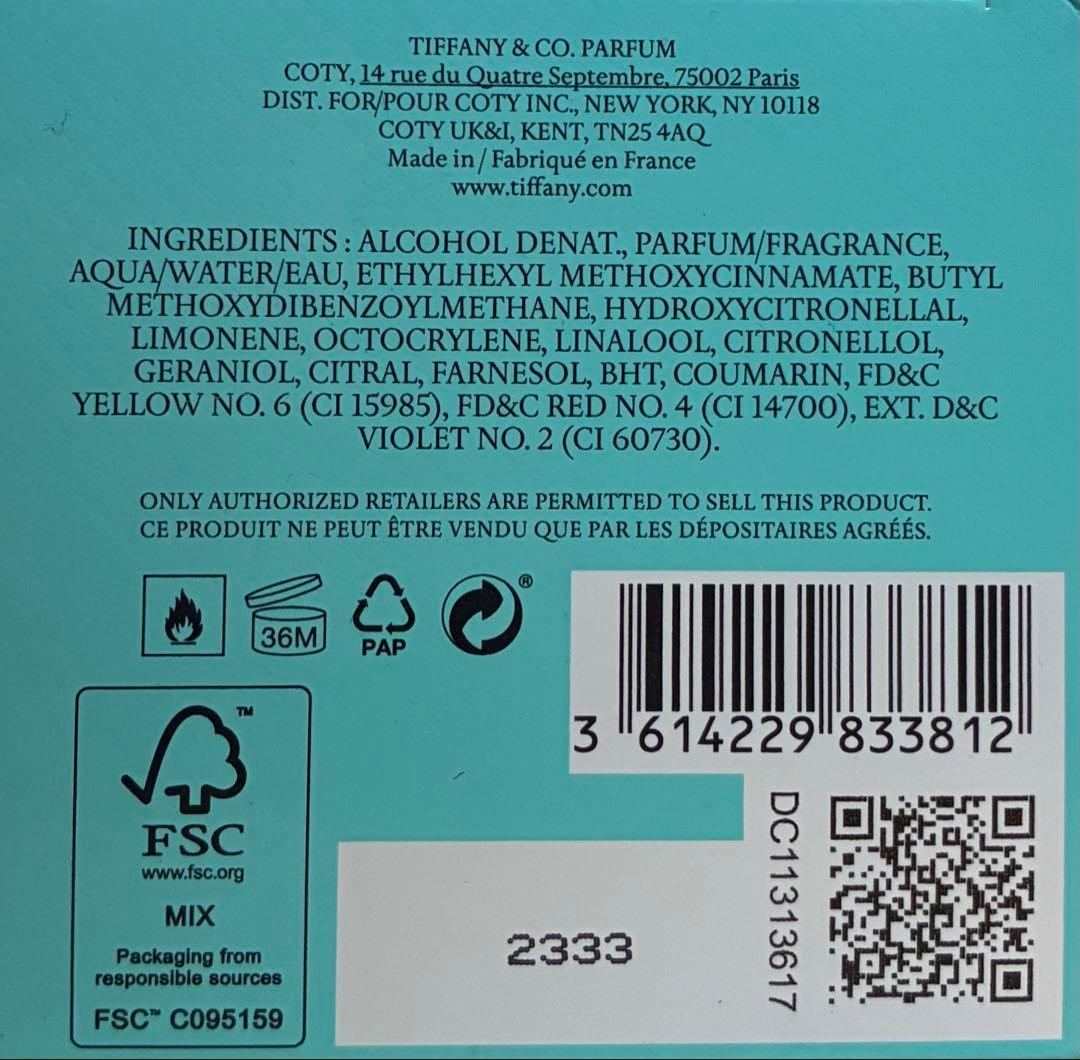 TIFFANY & CO. PARFUM
COTY, 14 rue du Quatre Septembre, 75002 Paris
DIST. FOR/POUR COTY INC., NEW YORK, NY 10118
COTY UK&I, KENT, TN25 4AQ
Made in / Fabriqué en France
www.tiffany.com
INGREDIENTS : ALCOHOL DENAT., PARFUM/FRAGRANCE,
AQUA/WATER/EAU, ETHYLHEXYL METHOXYCINNAMATE, BUTYL
METHOXYDIBENZOYLMETHANE, HYDROXYCITRONELLAL,
LIMONENE, OCTOCRYLENE, LINALOOL, CITRONELLOL,
GERANIOL, CITRAL, FARNESOL, BHT, COUMARIN, FD&C
YELLOW NO. 6 (CI 15985), FD&C RED NO. 4 (CI 14700), EXT. D&C
VIOLET NO. 2 (CI 60730).
ONLY AUTHORIZED RETAILERS ARE PERMITTED TO SELL THIS PRODUCT.
CE PRODUIT NE PEUT ÊTRE VENDU QUE PAR LES DÉPOSITAIRES AGRÉÉS.
36M
PAP
®
3 614229 833812
DC11313617
™
FSC
www.fsc.org
MIX
Packaging from
responsible sources
FSC™ C095159
2333